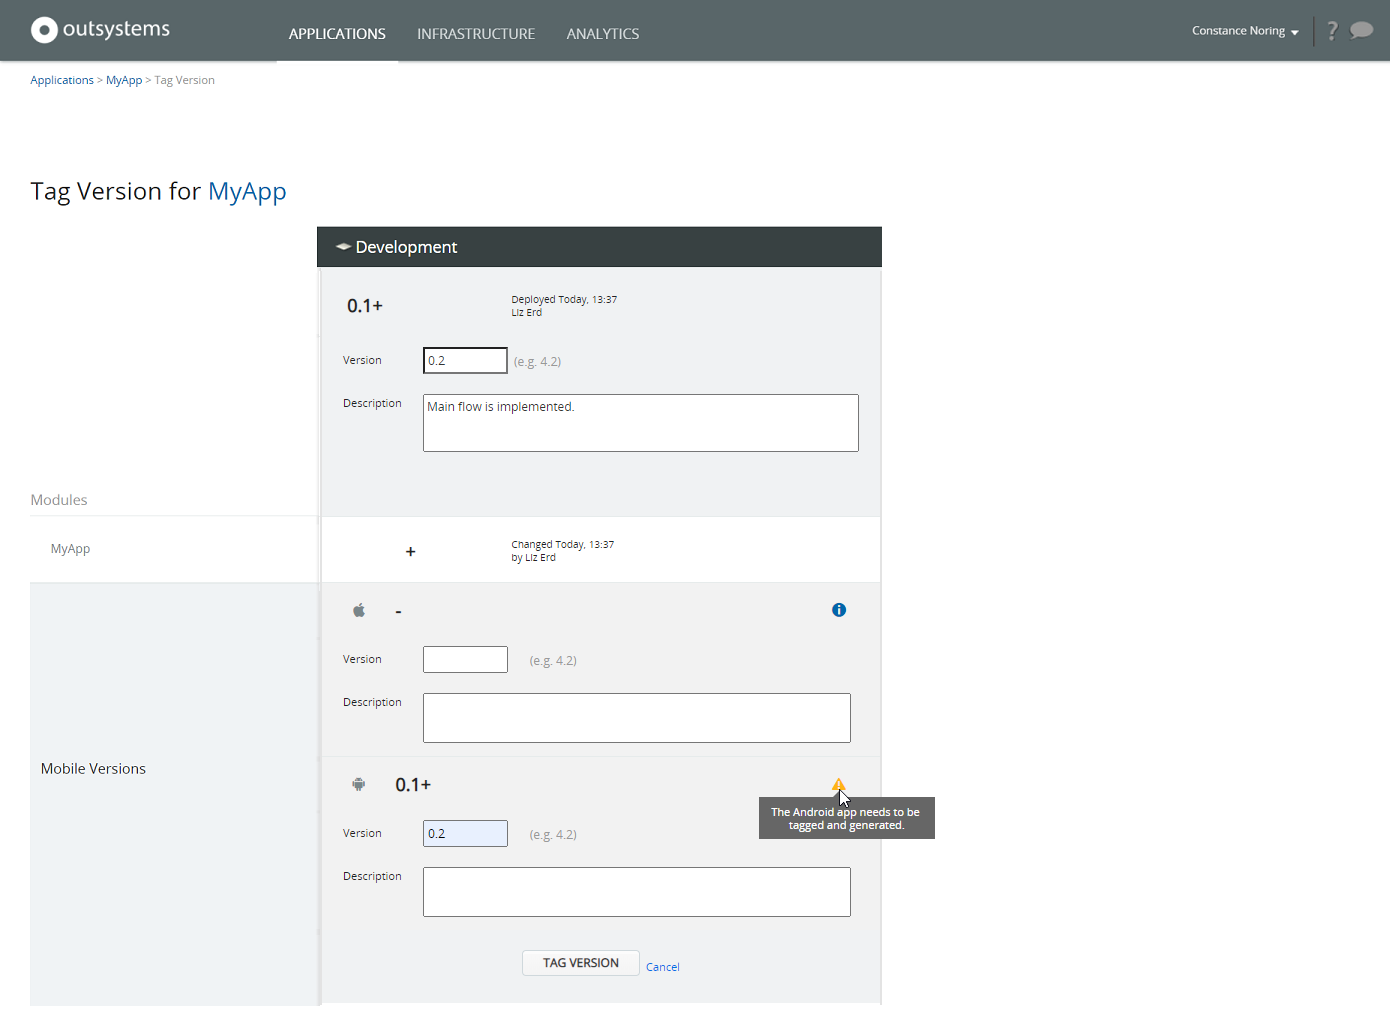 outsystems
APPLICATIONS
INFRASTRUCTURE
ANALYTICS
Constance Noring
?
Applications > MyApp > Tag Version
Tag Version for MyApp
Development
0.1+
Deployed Today, 13:37
Liz Erd
Version
0.2
(e.g. 4.2)
Description
Main flow is implemented.
Modules
MyApp
+
Changed Today, 13:37
by Liz Erd
-
Version
(e.g. 4.2)
Description
Mobile Versions
0.1+
The Android app needs to be
tagged and generated.
Version
0.2
(e.g. 4.2)
Description
TAG VERSION
Cancel